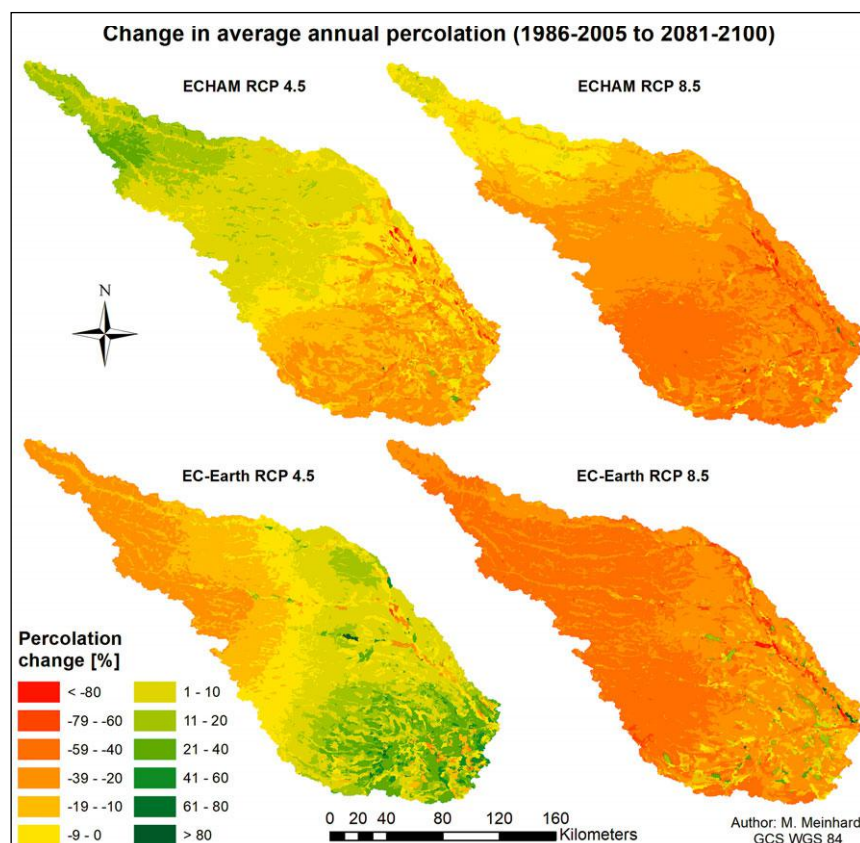 Change in average annual percolation (1986-2005 to 2081-2100)
ECHAM RCP 4.5
ECHAM RCP 8.5
N
EC-Earth RCP 4.5
EC-Earth RCP 8.5
Percolation
change [%]
< -80
-79 - -60
-59 - -40
-39 - -20
-19 - -10
-9 - 0
1 - 10
11 - 20
21 - 40
41 - 60
61 - 80
> 80
0 20 40 80 120 160
Kilometers
Author: M. Meinhardt
GCS WGS 84